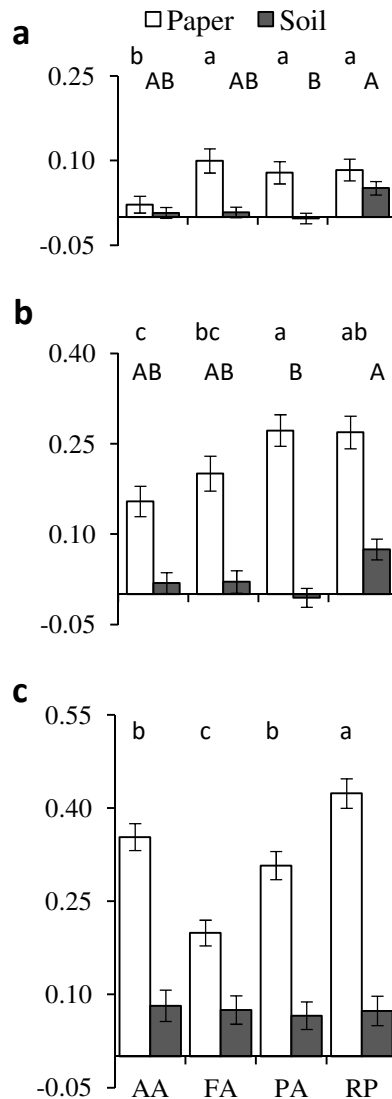 Paper Soil
a
b a a a
AB AB B A
0.25
0.10
-0.05
b
c bc a ab
AB AB B A
0.40
0.25
0.10
-0.05
c
b c b a
0.55
0.40
0.25
0.10
-0.05
AA FA PA RP